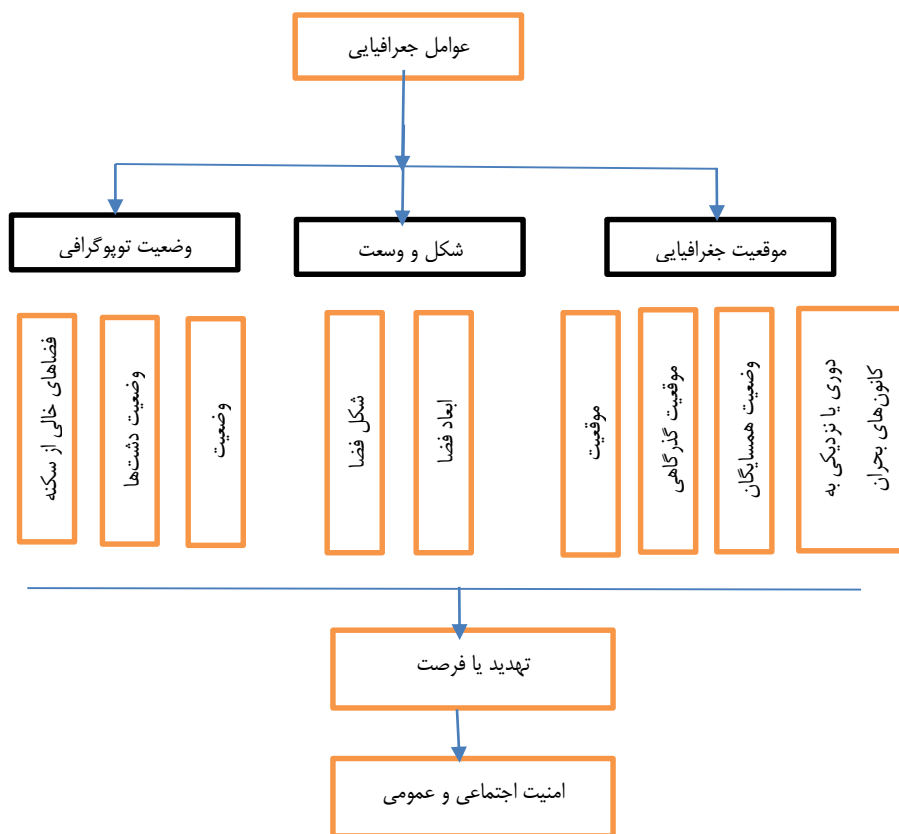 عوامل جعرافیایی
موقعیت جغرافیایی
شکل و وسعت
وضعیت توپوگرافی
دوری یا نزدیکی به
کانون‌های بحران
وضعیت همسایگان
موقعیت گذرگاهی
موقعیت
ابعاد فضا
شکل فضا
وضعیت
وضعیت دشت‌ها
فضاهای خالی از سکنه
تهدید یا فرصت
امنیت اجتماعی و عمومی